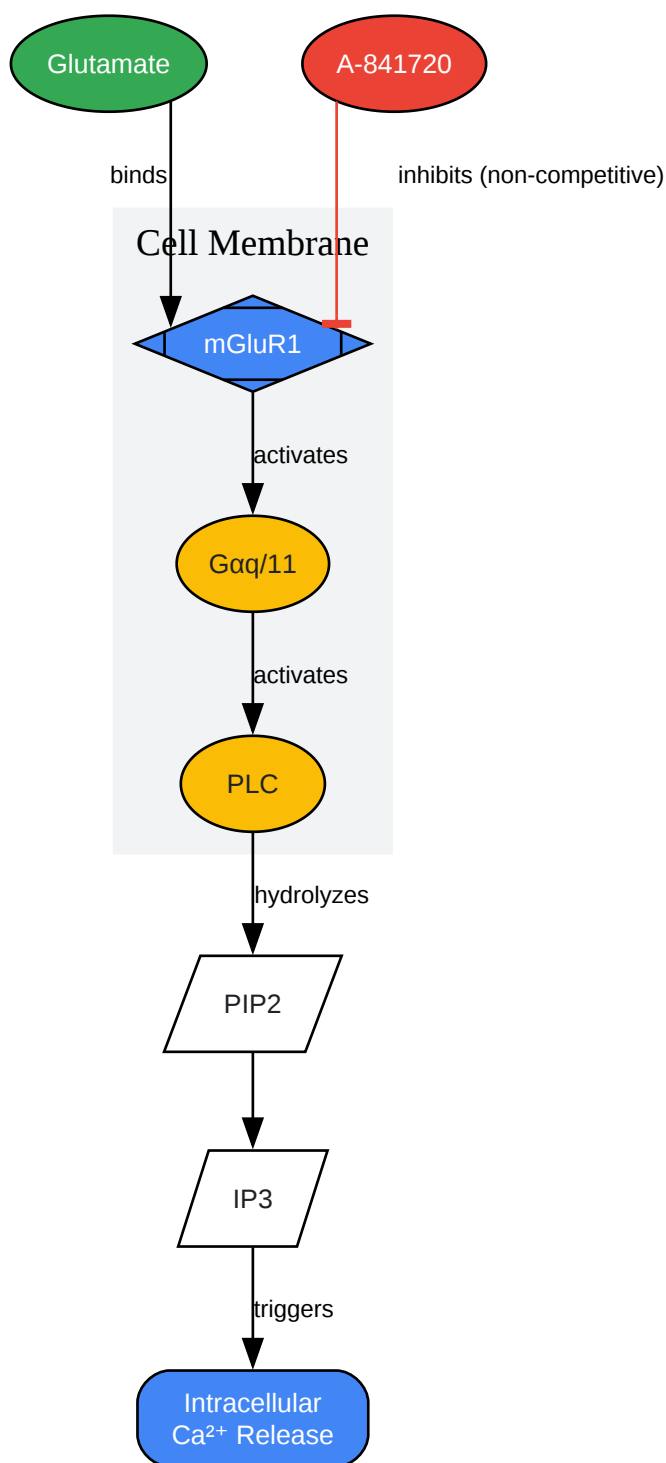 Glutamate
A-841720
binds
inhibits (non-competitive)
Cell Membrane
mGluR1
activates
Gαq/11
activates
PLC
hydrolyzes
PIP2
IP3
triggers
Intracellular
Ca²⁺ Release